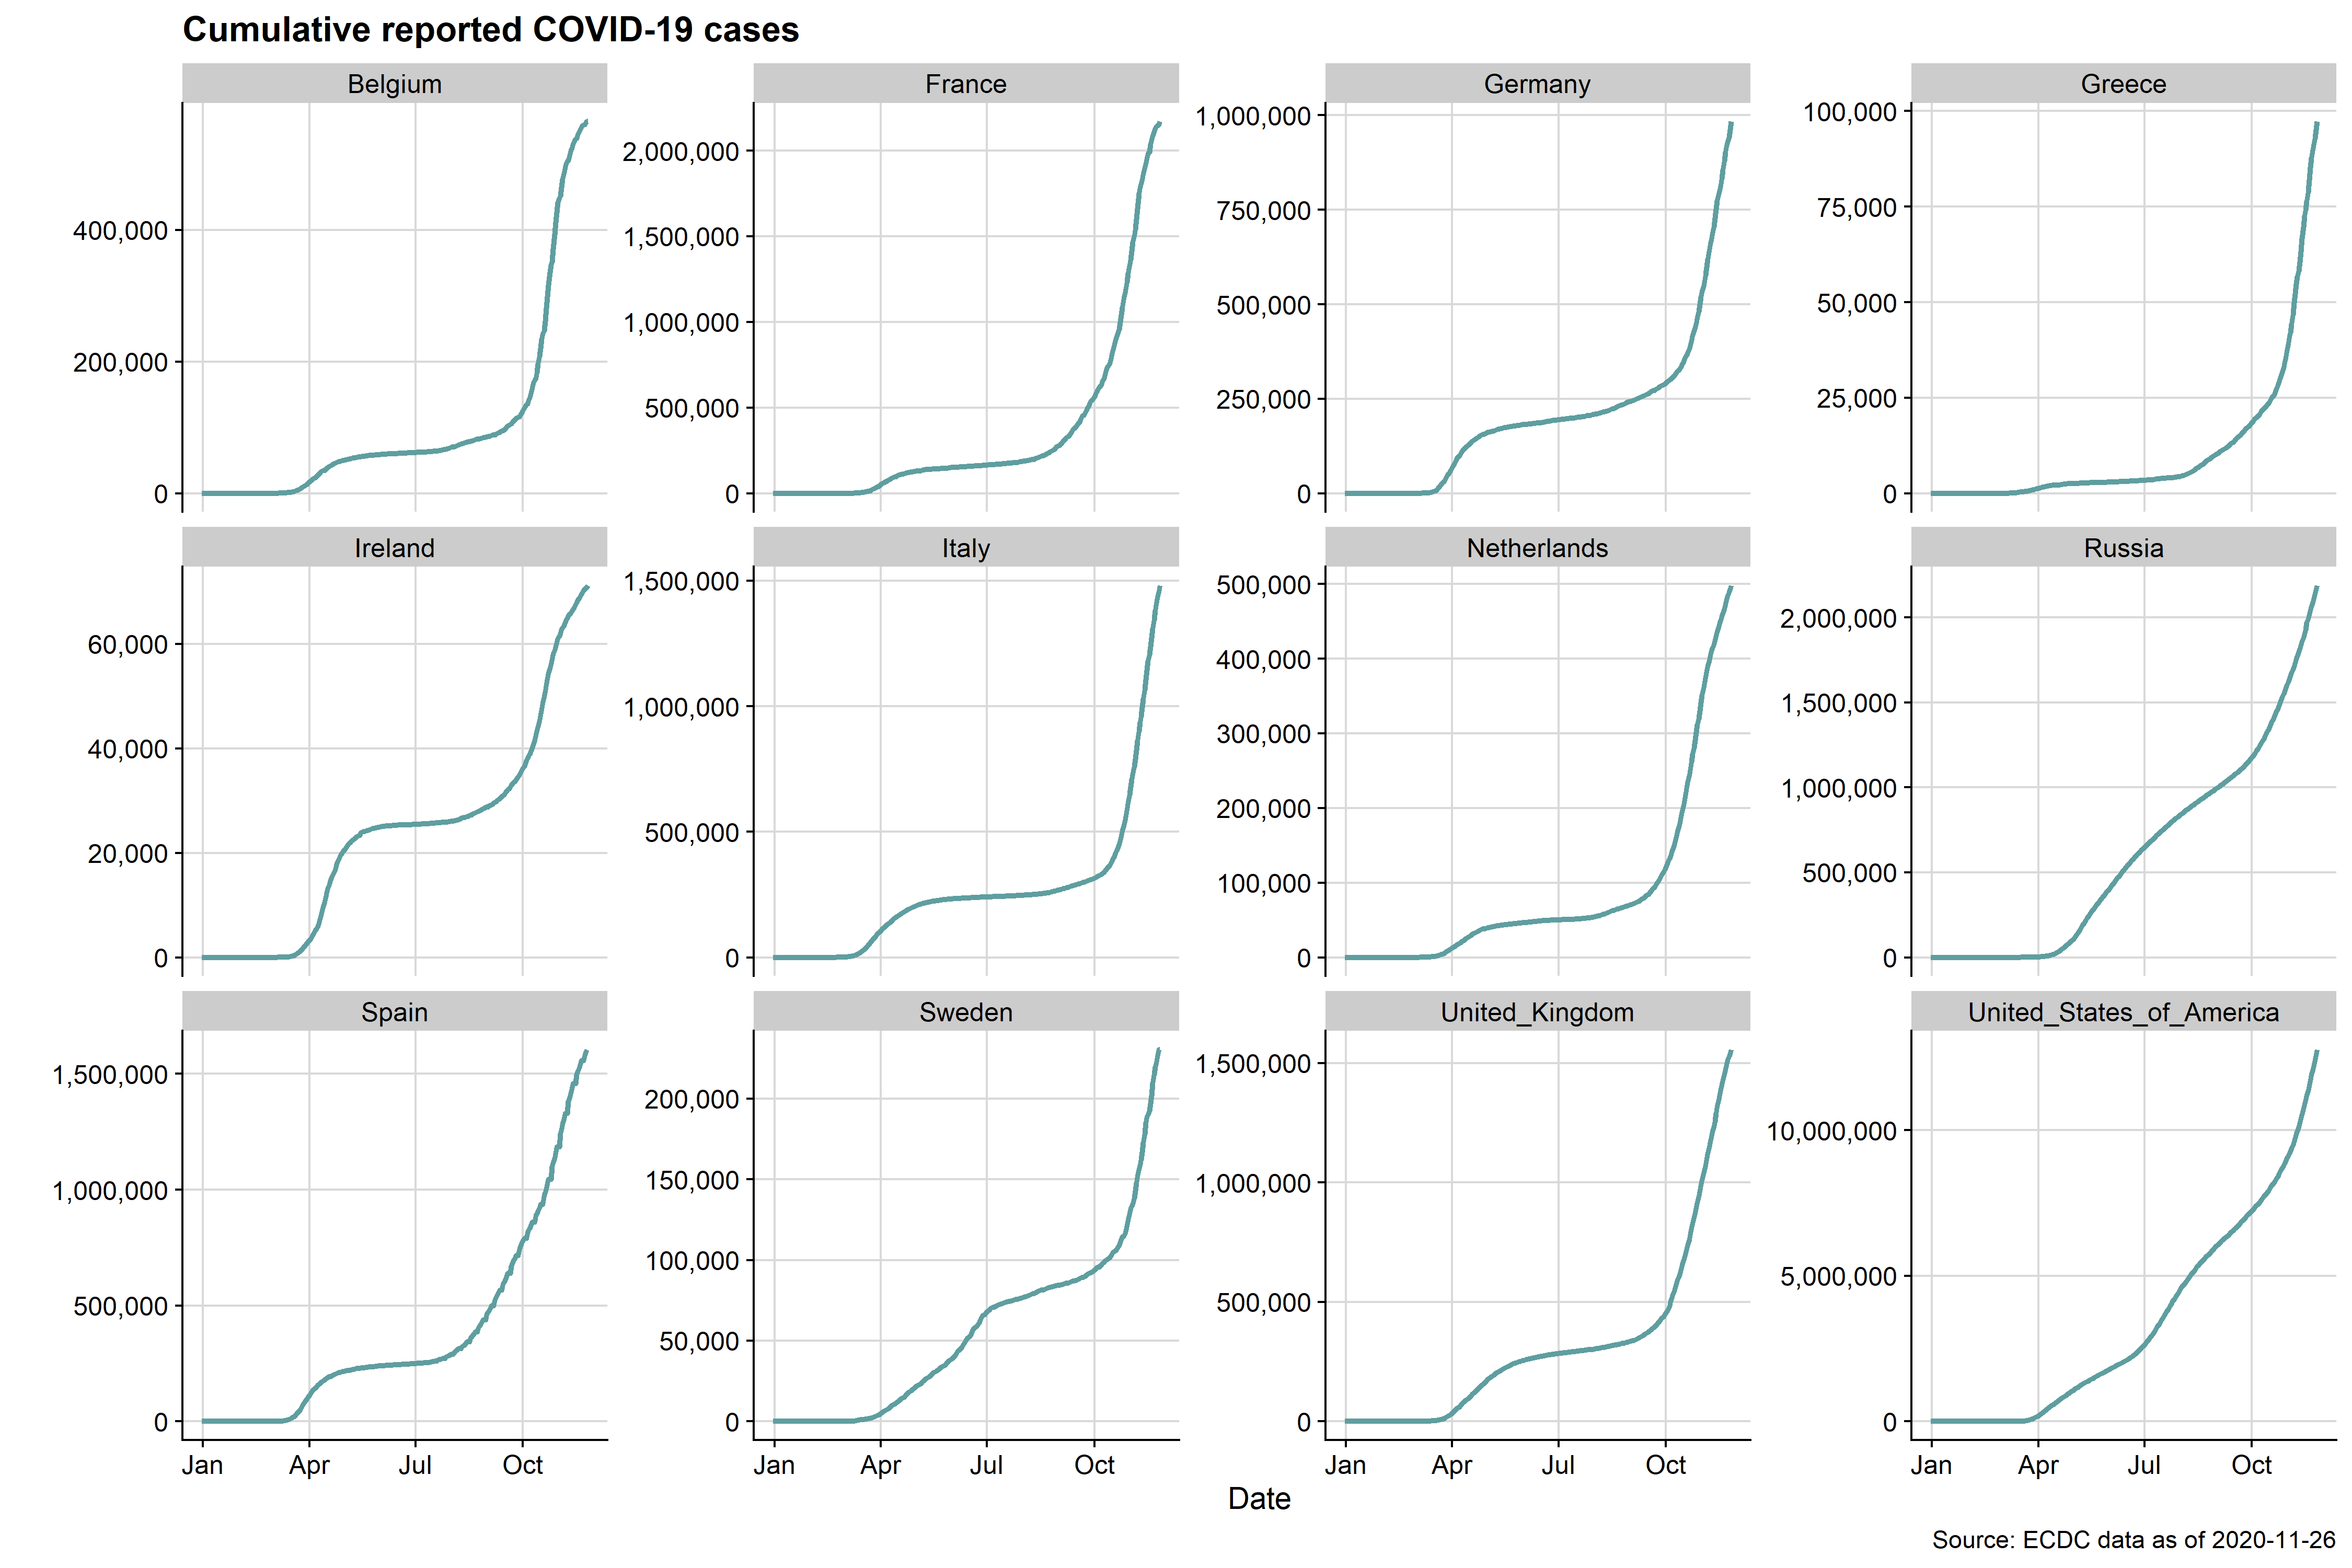 Cumulative reported COVID-19 cases
Belgium
400,000
200,000
0
France
2,000,000
1,500,000
1,000,000
500,000
0
Germany
1,000,000
750,000
500,000
250,000
0
Greece
100,000
75,000
50,000
25,000
0
Ireland
60,000
40,000
20,000
0
Italy
1,500,000
1,000,000
500,000
0
Netherlands
500,000
400,000
300,000
200,000
100,000
0
Russia
2,000,000
1,500,000
1,000,000
500,000
0
Spain
1,500,000
1,000,000
500,000
0
Jan Apr Jul Oct
Sweden
200,000
150,000
100,000
50,000
0
Jan Apr Jul Oct
United_Kingdom
1,500,000
1,000,000
500,000
0
Jan Apr Jul Oct
United_States_of_America
10,000,000
5,000,000
0
Jan Apr Jul Oct
Date
Source: ECDC data as of 2020-11-26